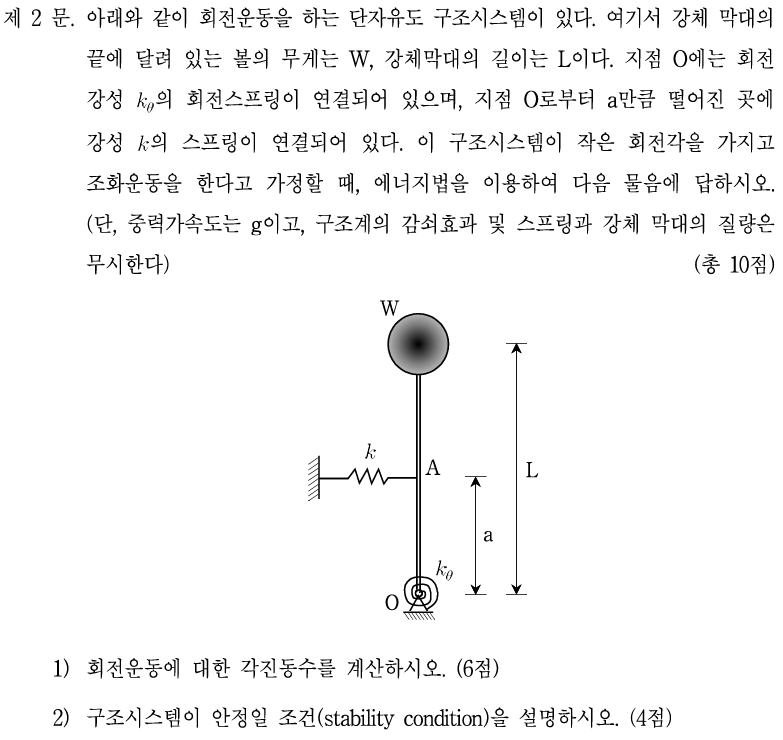 제 2 문. 아래와 같이 회전운동을 하는 단자유도 구조시스템이 있다. 여기서 강체 막대의
끝에 달려 있는 볼의 무게는 W, 강체막대의 길이는 L이다. 지점 O에는 회전
강성 kθ의 회전스프링이 연결되어 있으며, 지점 O로부터 a만큼 떨어진 곳에
강성 k의 스프링이 연결되어 있다. 이 구조시스템이 작은 회전각을 가지고
조화운동을 한다고 가정할 때, 에너지법을 이용하여 다음 물음에 답하시오.
(단, 중력가속도는 g이고, 구조계의 감쇠효과 및 스프링과 강체 막대의 질량은
무시한다) (총 10점)
W
k
A
L
a
kθ
O
1) 회전운동에 대한 각진동수를 계산하시오. (6점)
2) 구조시스템이 안정일 조건(stability condition)을 설명하시오. (4점)